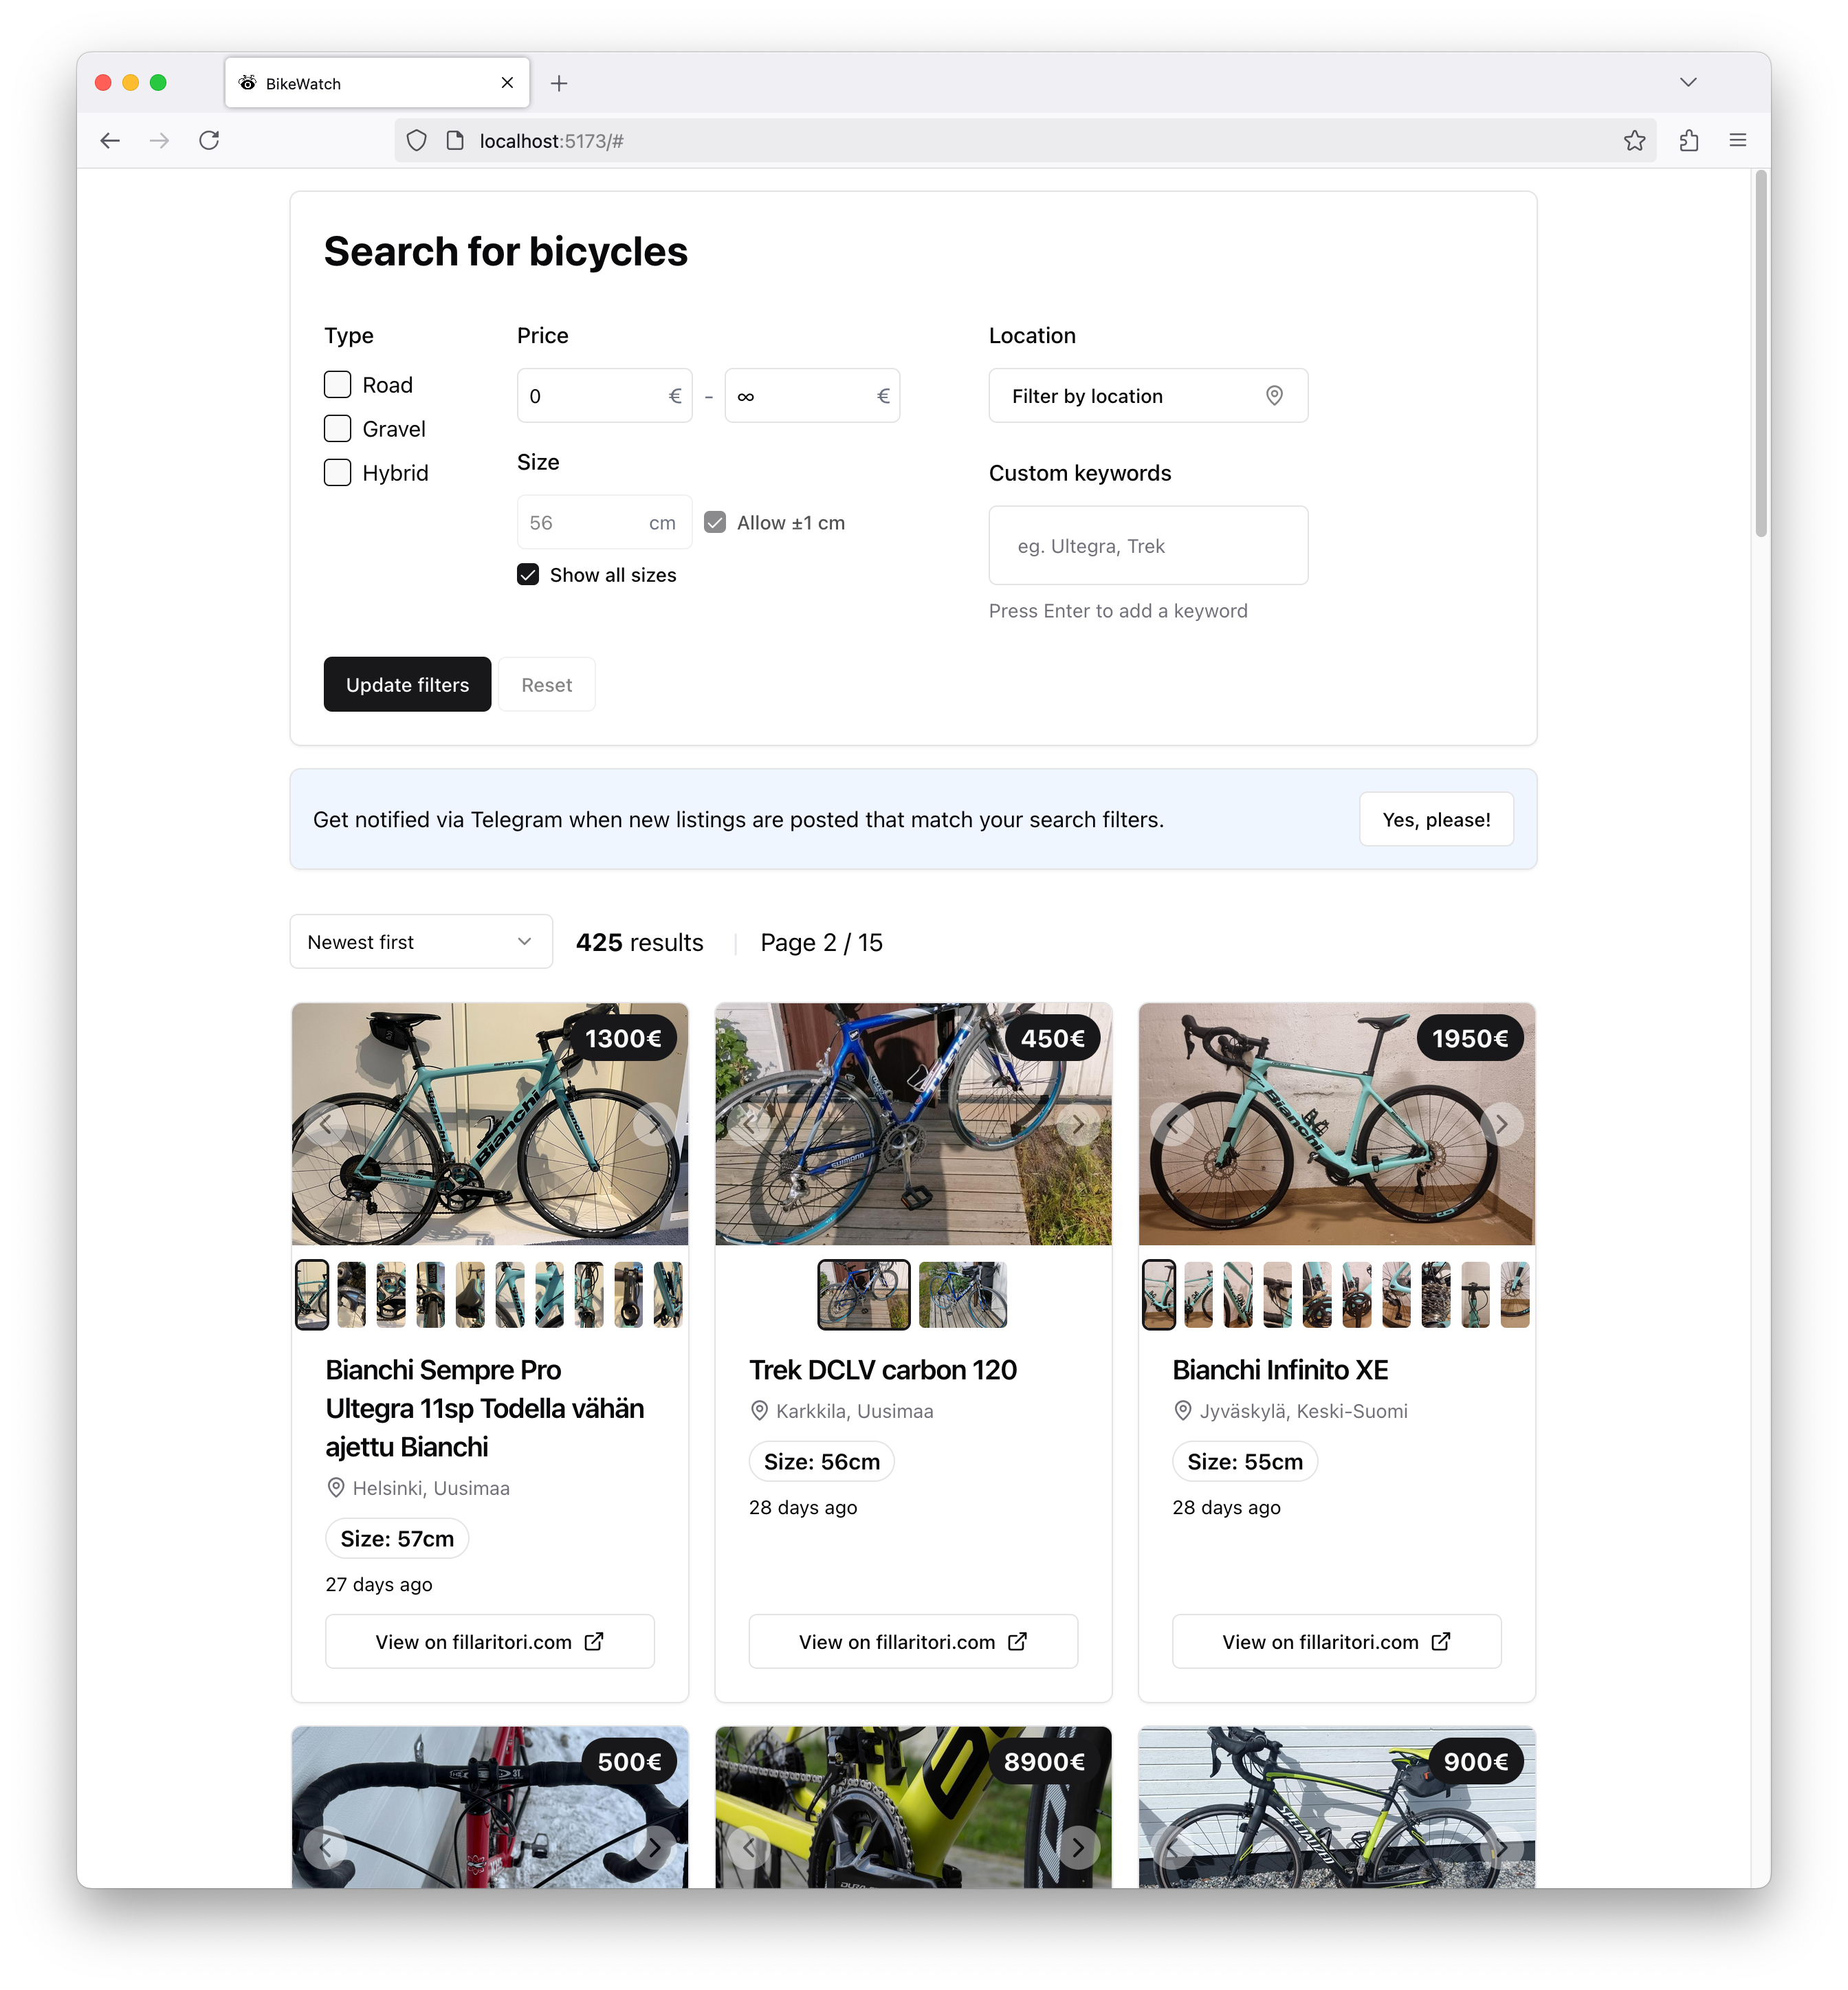 BikeWatch
localhost:5173/#
Search for bicycles
Type
Road
Gravel
Hybrid
Price
0 € - ∞ €
Size
56 cm Allow ±1 cm
Show all sizes
Location
Filter by location
Custom keywords
eg. Ultegra, Trek
Press Enter to add a keyword
Update filters Reset
Get notified via Telegram when new listings are posted that match your search filters. Yes, please!
Newest first 425 results Page 2 / 15
1300€
Bianchi
Bianchi Sempre Pro
Ultegra 11sp Todella vähän
ajettu Bianchi
Helsinki, Uusimaa
Size: 57cm
27 days ago
View on fillaritori.com
450€
TREK
SHIMANO
Trek DCLV carbon 120
Karkkila, Uusimaa
Size: 56cm
28 days ago
View on fillaritori.com
1950€
Bianchi
Bianchi Infinito XE
Jyväskylä, Keski-Suomi
Size: 55cm
28 days ago
View on fillaritori.com
500€
3T
8900€
900€
SPECIALIZED